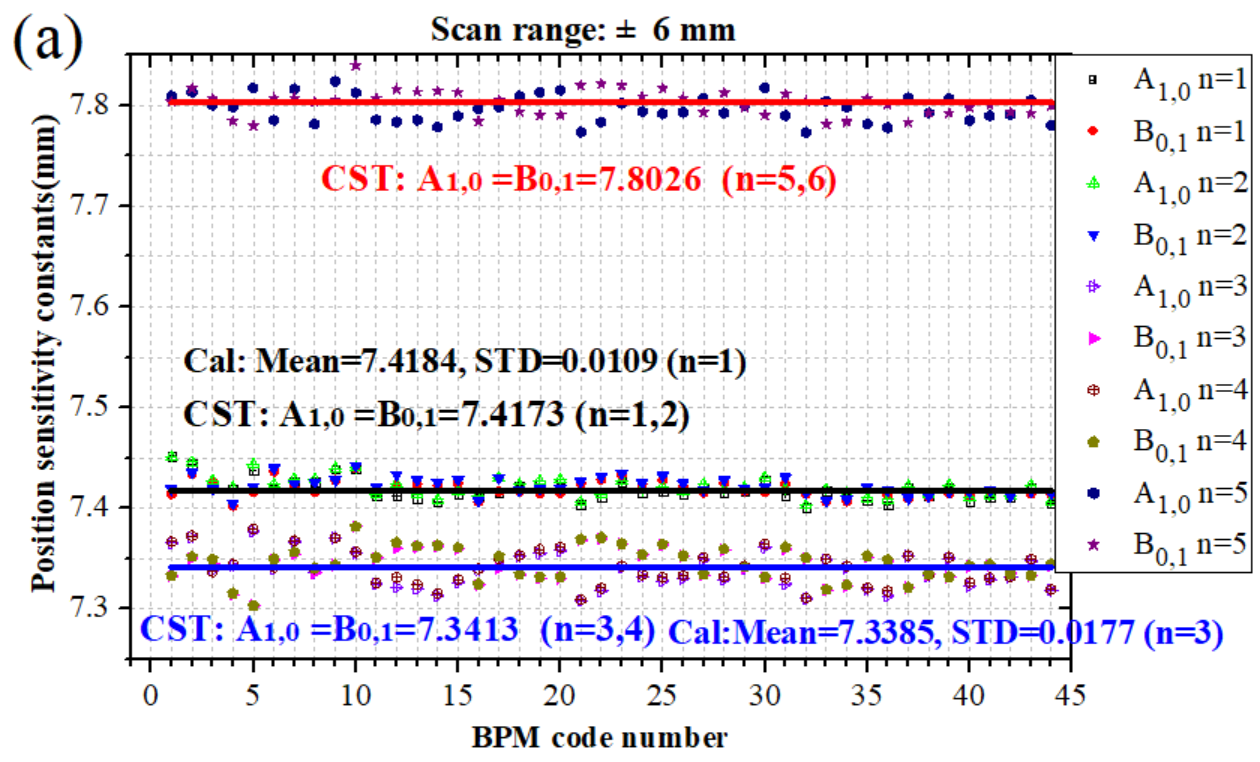 (a)
Scan range: ± 6 mm
Position sensitivity constants(mm)
7.8
7.7
7.6
7.5
7.4
7.3
CST: A1,0 =B0,1=7.8026 (n=5,6)
Cal: Mean=7.4184, STD=0.0109 (n=1)
CST: A1,0 =B0,1=7.4173 (n=1,2)
CST: A1,0 =B0,1=7.3413 (n=3,4)
Cal:Mean=7.3385, STD=0.0177 (n=3)
0 5 10 15 20 25 30 35 40 45
BPM code number
A1,0 n=1
B0,1 n=1
A1,0 n=2
B0,1 n=2
A1,0 n=3
B0,1 n=3
A1,0 n=4
B0,1 n=4
A1,0 n=5
B0,1 n=5